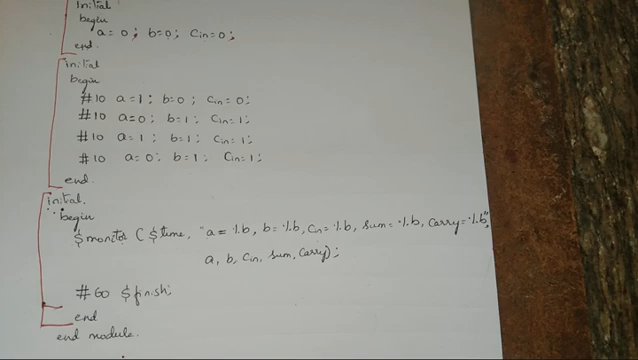 initial
begin
a=0; b=0; Cin=0;
end.
initial
begin
#10 a=1; b=0; Cin=0;
#10 a=0; b=1; Cin=1;
#10 a=1; b=1; Cin=1;
#10 a=0; b=1; Cin=1;
end.
initial.
begin
$monitor ($time, "a=%b, b=%b, Cin=%b, sum=%b, Carry=%b",
a, b, Cin, sum, Carry);
#60 $finish;
end
end module.